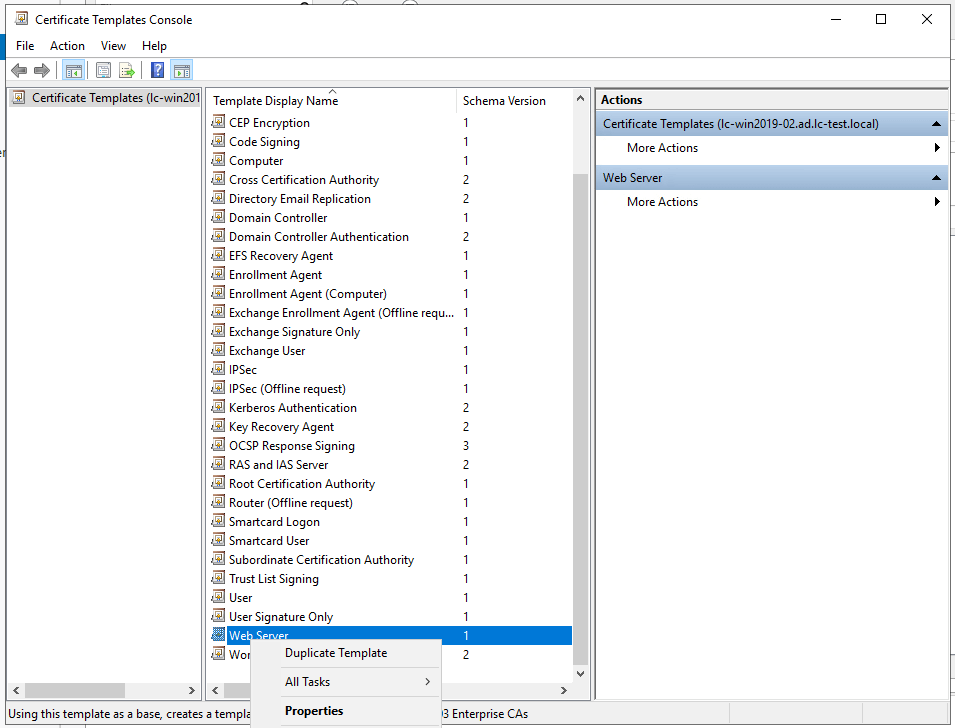 Certificate Templates Console
File Action View Help
Certificate Templates (lc-win201
Template Display Name Schema Version
CEP Encryption 1
Code Signing 1
Computer 1
Cross Certification Authority 2
Directory Email Replication 2
Domain Controller 1
Domain Controller Authentication 2
EFS Recovery Agent 1
Enrollment Agent 1
Enrollment Agent (Computer) 1
Exchange Enrollment Agent (Offline requ... 1
Exchange Signature Only 1
Exchange User 1
IPSec 1
IPSec (Offline request) 1
Kerberos Authentication 2
Key Recovery Agent 2
OCSP Response Signing 3
RAS and IAS Server 2
Root Certification Authority 1
Router (Offline request) 1
Smartcard Logon 1
Smartcard User 1
Subordinate Certification Authority 1
Trust List Signing 1
User 1
User Signature Only 1
Web Server 1
Wor 2
Duplicate Template
All Tasks
Properties
Actions
Certificate Templates (lc-win2019-02.ad.lc-test.local)
More Actions
Web Server
More Actions
Using this template as a base, creates a templa 3 Enterprise CAs